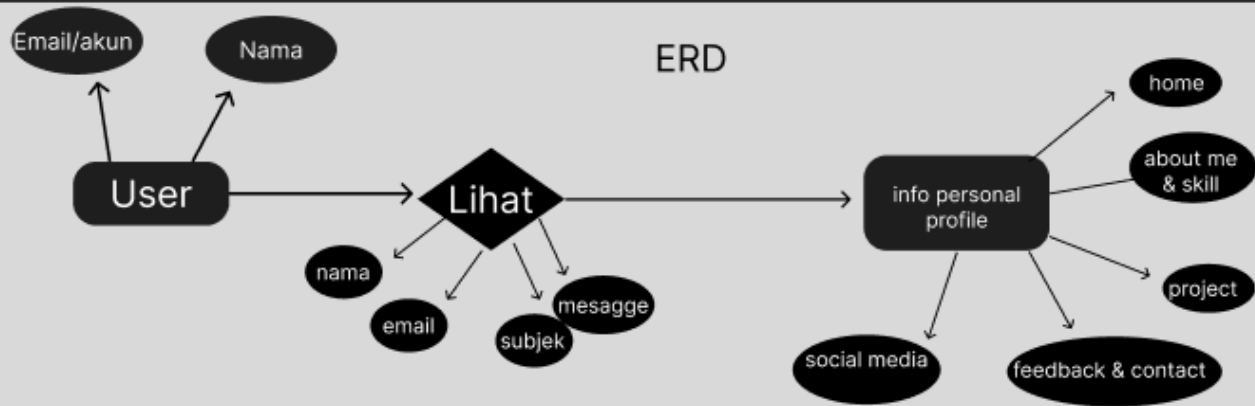 Email/akun
Nama
ERD
home
User
Lihat
info personal
profile
about me
& skill
nama
email
subjek
mesagge
project
social media
feedback & contact